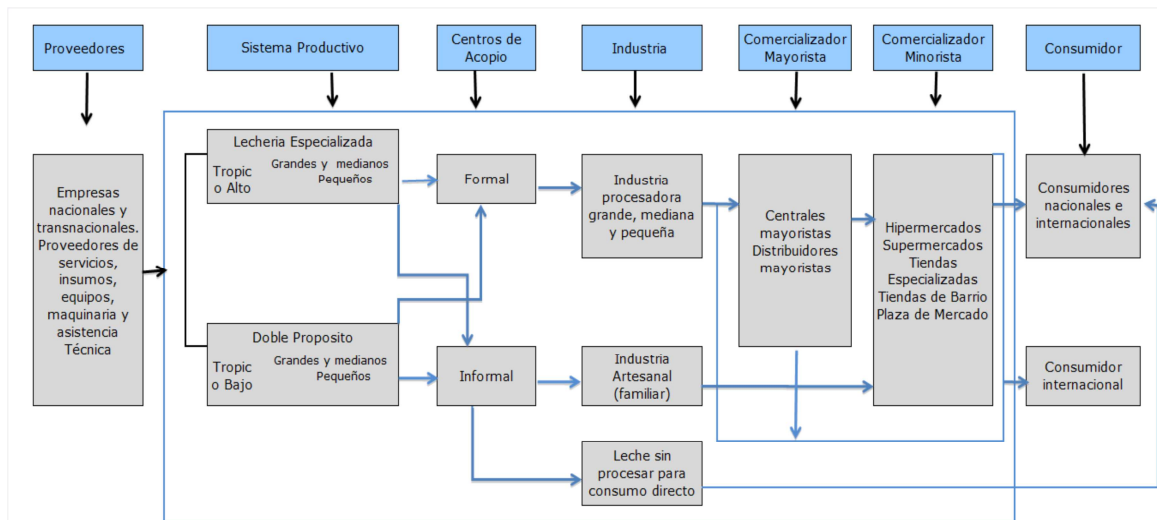 Proveedores
Sistema Productivo
Centros de
Acopio
Industria
Comercializador
Mayorista
Comercializador
Minorista
Consumidor
Empresas
nacionales y
transnacionales.
Proveedores de
servicios,
insumos,
equipos,
maquinaria y
asistencia
Técnica
Lecheria Especializada
Tropic
o Alto
Grandes y medianos
Pequeños
Doble Proposito
Tropic
o Bajo
Grandes y medianos
Pequeños
Formal
Informal
Industria
procesadora
grande, mediana
y pequeña
Industria
Artesanal
(familiar)
Leche sin
procesar para
consumo directo
Centrales
mayoristas
Distribuidores
mayoristas
Hipermercados
Supermercados
Tiendas
Especializadas
Tiendas de Barrio
Plaza de Mercado
Consumidores
nacionales e
internacionales
Consumidor
internacional